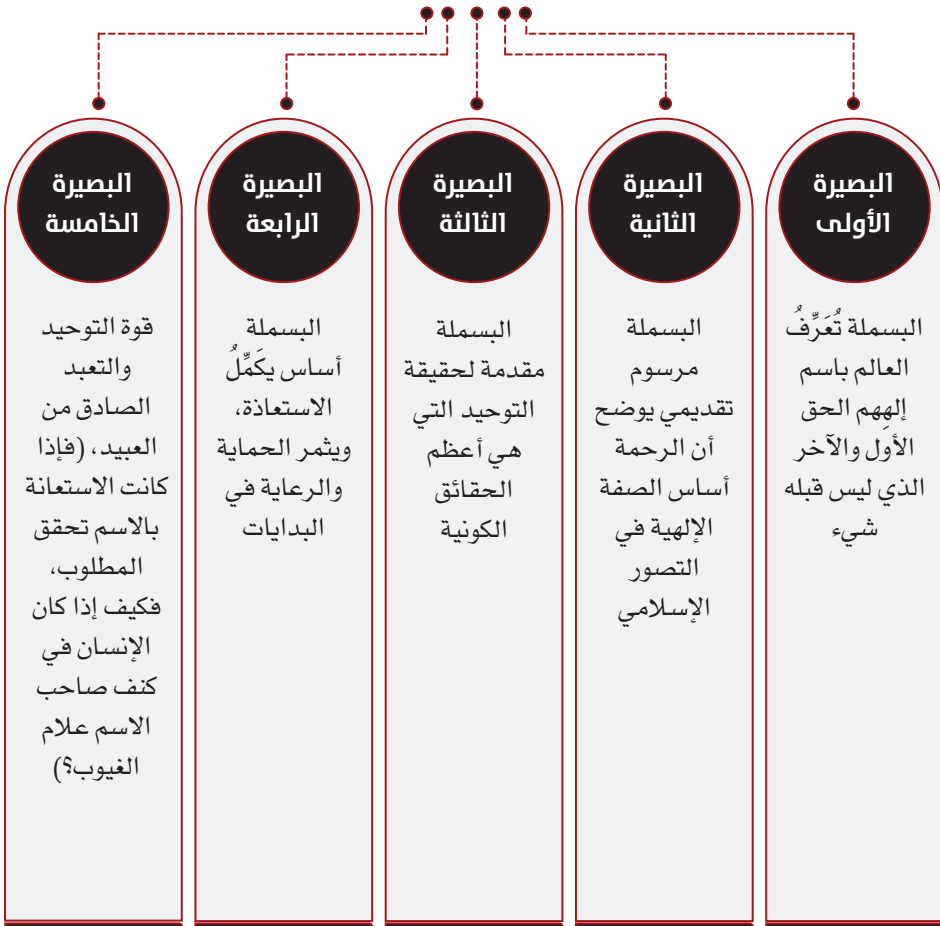 البصيرة
الأولى
البسملة تُعَرِّفُ
العالم باسم
إلهِهم الحق
الأول والآخر
الذي ليس قبله
شيء
البصيرة
الثانية
البسملة
مرسوم
تقديمي يوضح
أن الرحمة
أساس الصفة
الإلهية في
التصور
الإسلامي
البصيرة
الثالثة
البسملة
مقدمة لحقيقة
التوحيد التي
هي أعظم
الحقائق
الكونية
البصيرة
الرابعة
البسملة
أساس يكَمِّلُ
الاستعاذة،
ويثمر الحماية
والرعاية في
البدايات
البصيرة
الخامسة
قوة التوحيد
والتعبد
الصادق من
العبيد، (فإذا
كانت الاستعانة
بالاسم تحقق
المطلوب،
فكيف إذا كان
الإنسان في
كنف صاحب
الاسم علام
الغيوب؟)